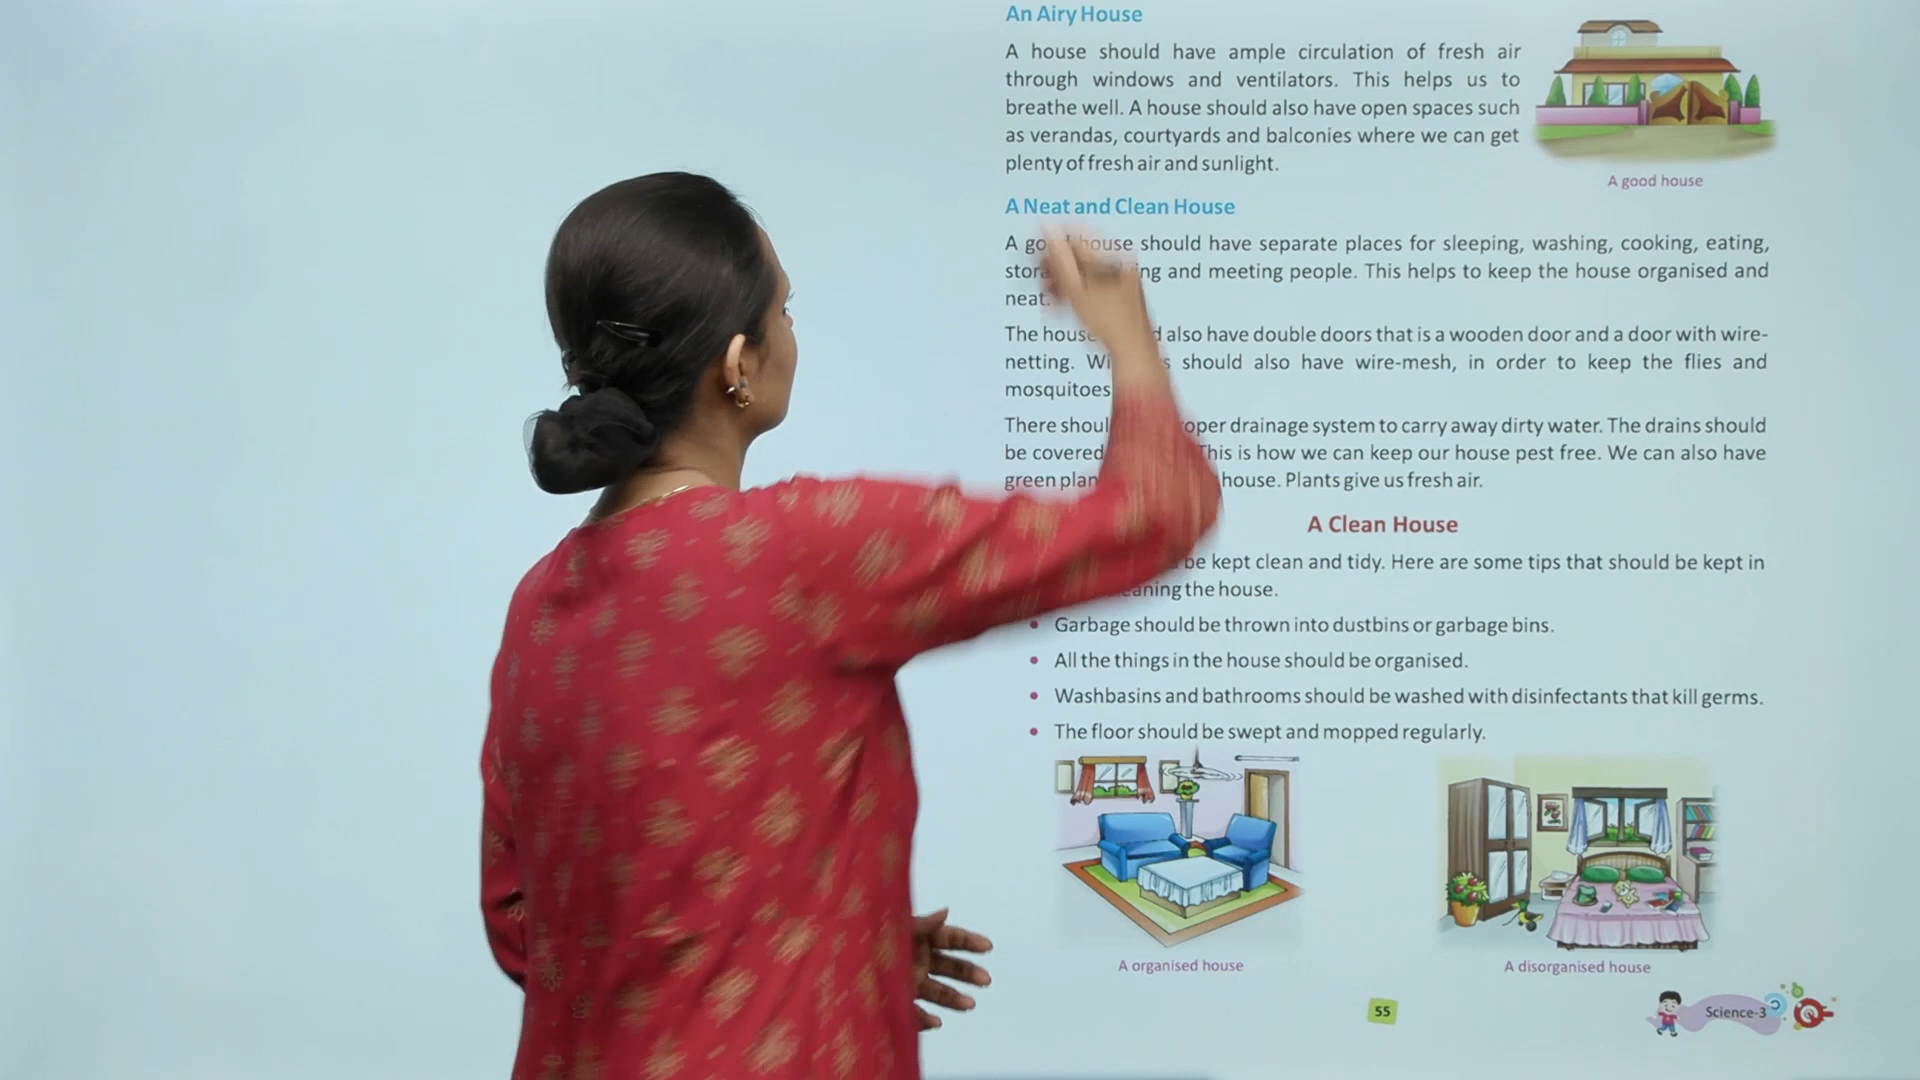 An Airy House
A house should have ample circulation of fresh air
through windows and ventilators. This helps us to
breathe well. A house should also have open spaces such
as verandas, courtyards and balconies where we can get
plenty of fresh air and sunlight.
A good house
A Neat and Clean House
A house should have separate places for sleeping, washing, cooking, eating,
and meeting people. This helps to keep the house organised and
neat.
The house also have double doors that is a wooden door and a door with wire-
netting. should also have wire-mesh, in order to keep the flies and
mosquitoes
There drainage system to carry away dirty water. The drains should
be covered This is how we can keep our house pest free. We can also have
green house. Plants give us fresh air.
A Clean House
be kept clean and tidy. Here are some tips that should be kept in
the house.
• Garbage should be thrown into dustbins or garbage bins.
• All the things in the house should be organised.
• Washbasins and bathrooms should be washed with disinfectants that kill germs.
• The floor should be swept and mopped regularly.
A organised house
A disorganised house
55
Science-3